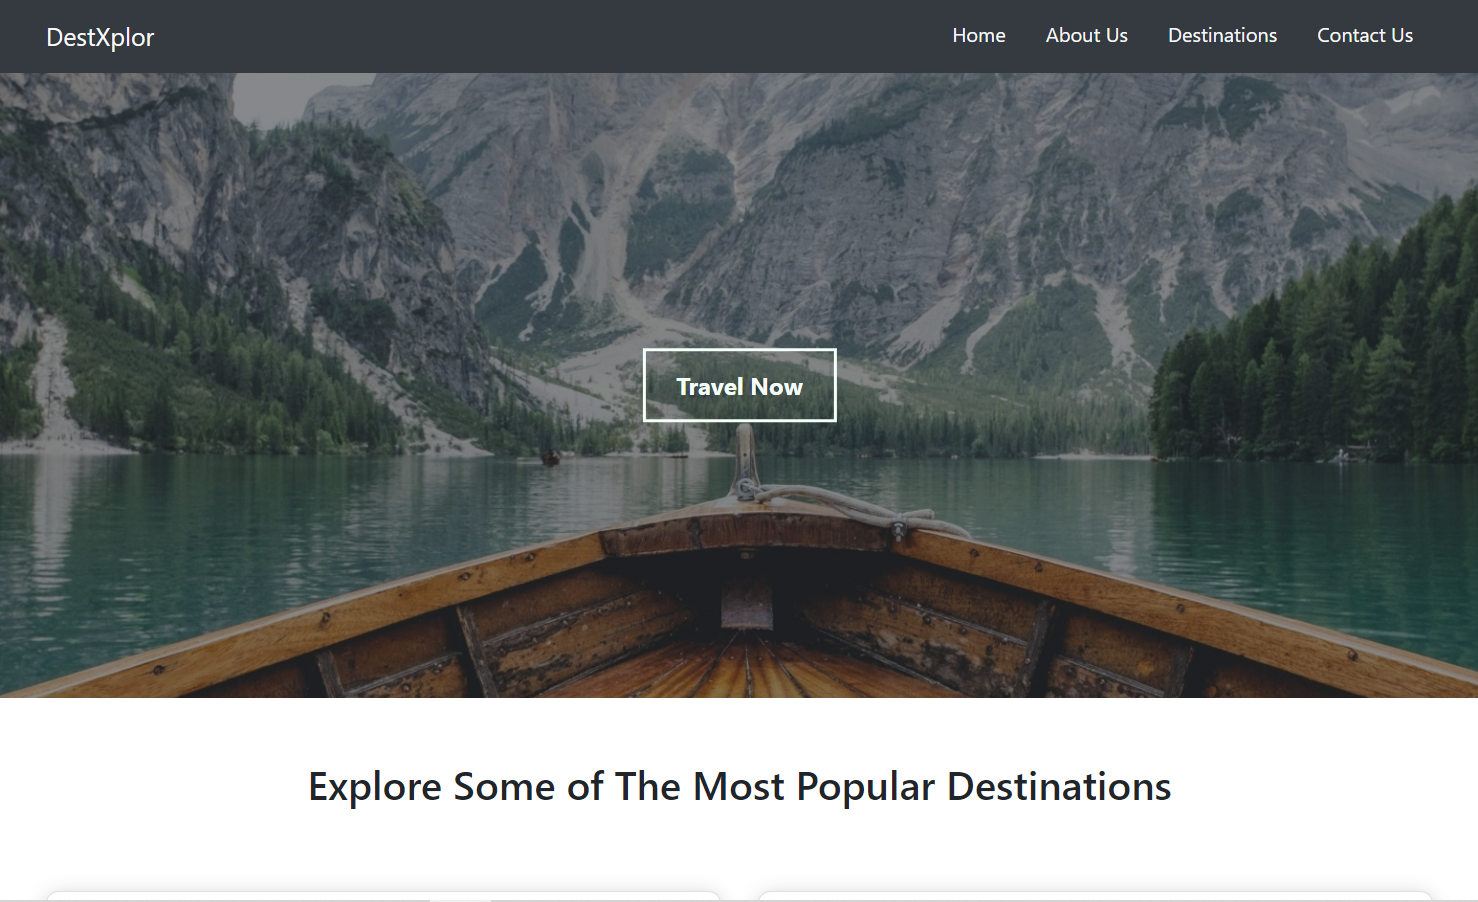 DestXplor
Home About Us Destinations Contact Us
Travel Now
Explore Some of The Most Popular Destinations